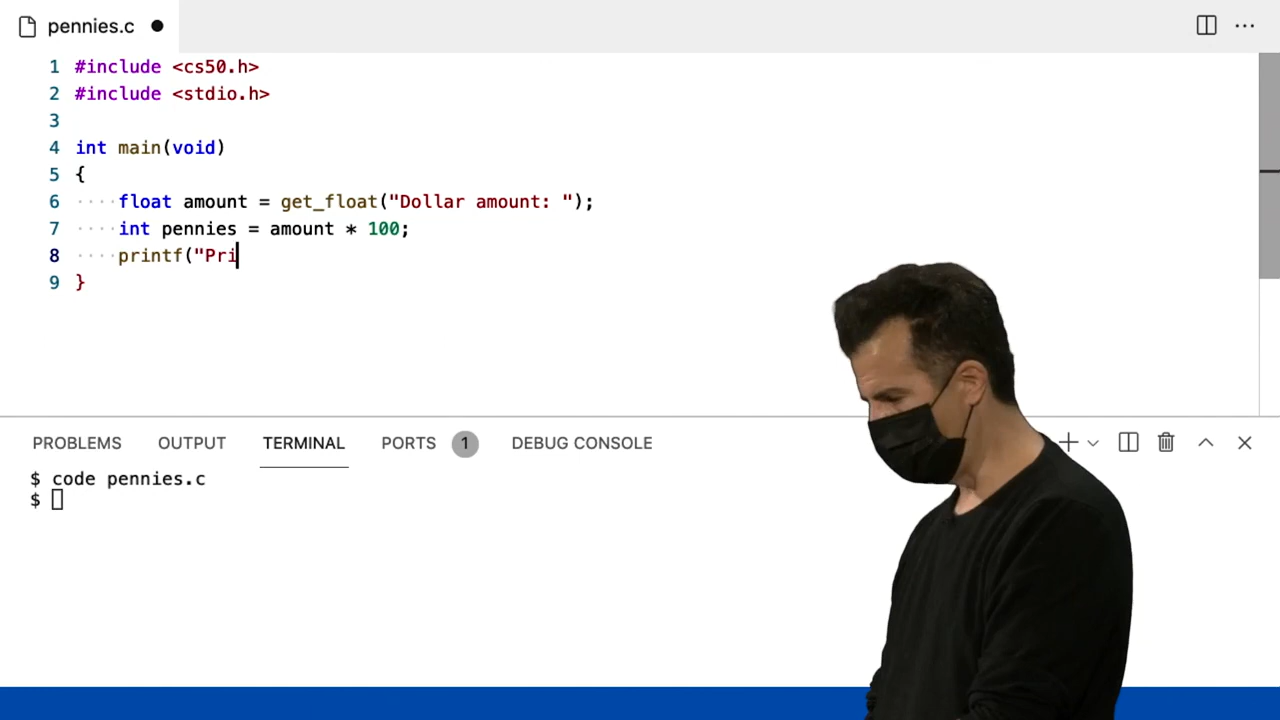 pennies.c
1 #include <cs50.h>
2 #include <stdio.h>
3
4 int main(void)
5 {
6 ····float amount = get_float("Dollar amount: ");
7 ····int pennies = amount * 100;
8 ····printf("Pri
9 }
PROBLEMS OUTPUT TERMINAL PORTS 1 DEBUG CONSOLE
$ code pennies.c
$